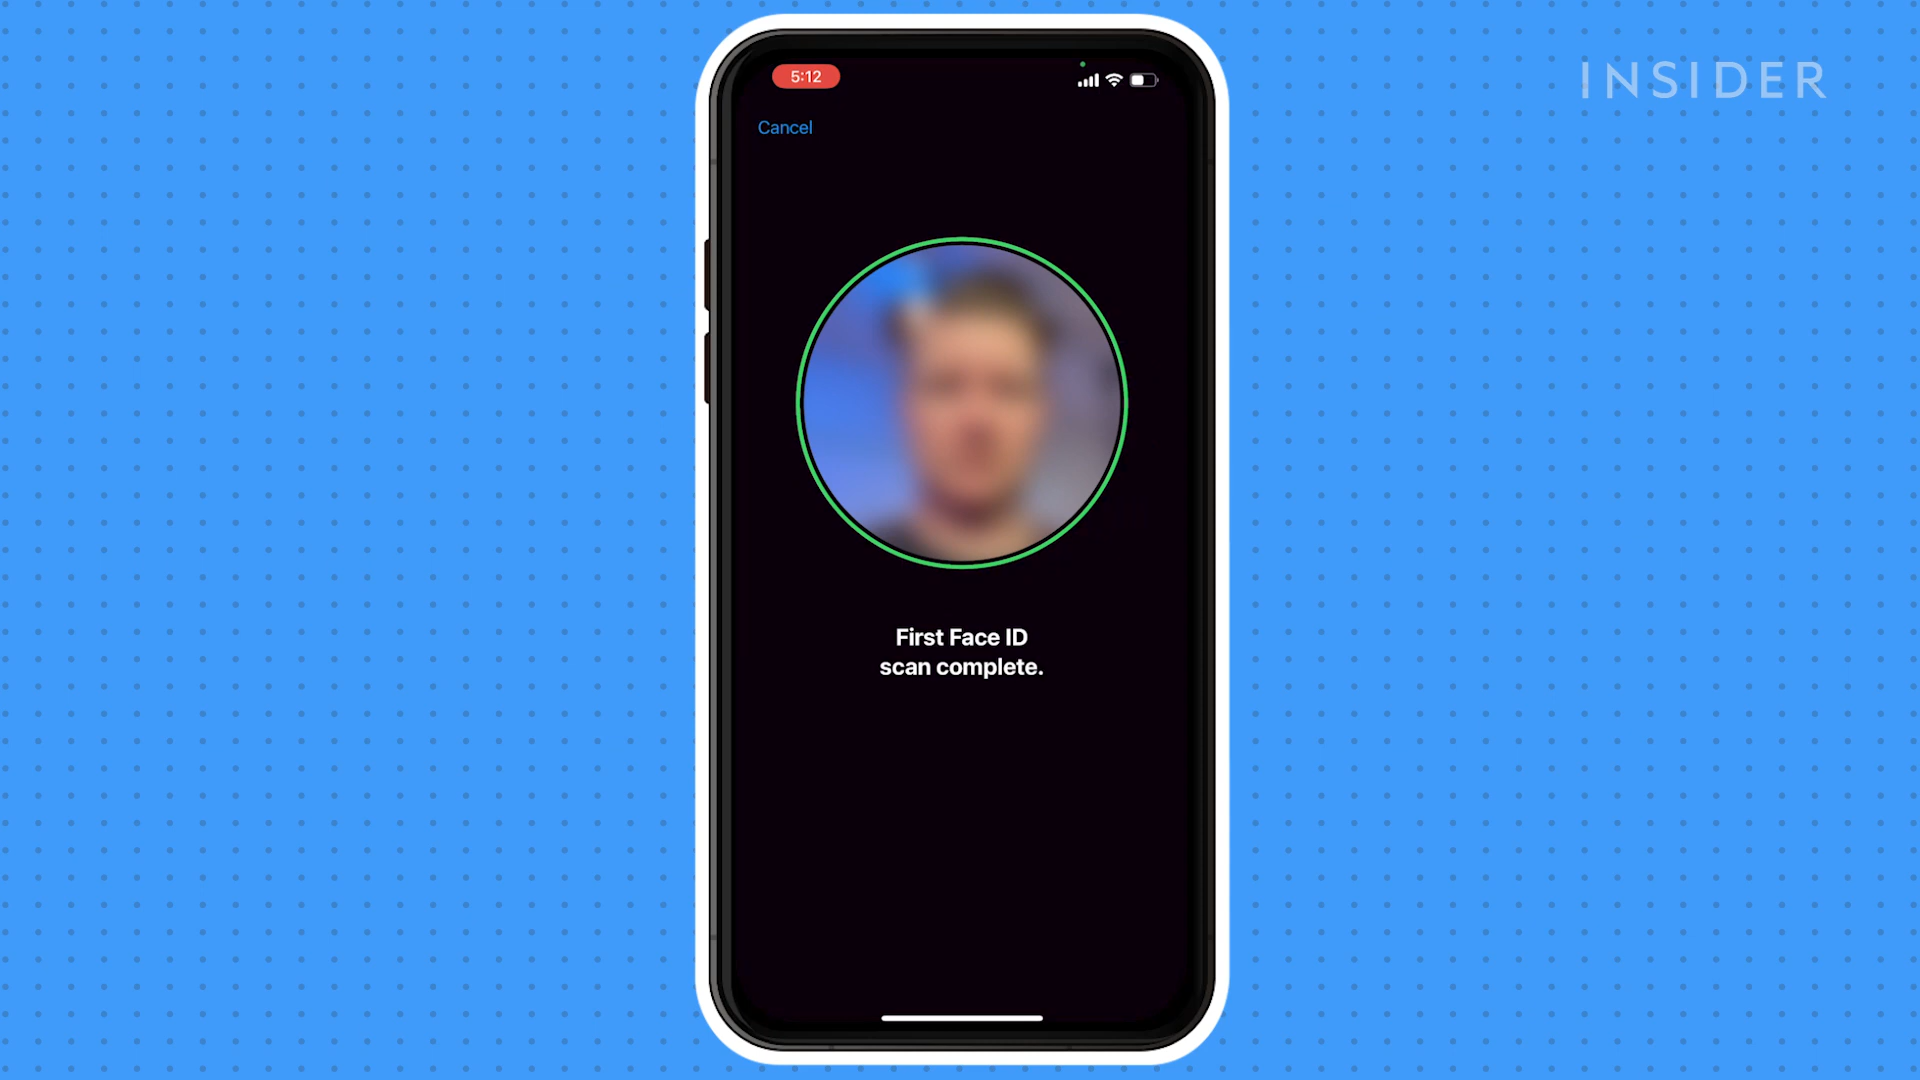 5:12
INSIDER
Cancel
First Face ID
scan complete.